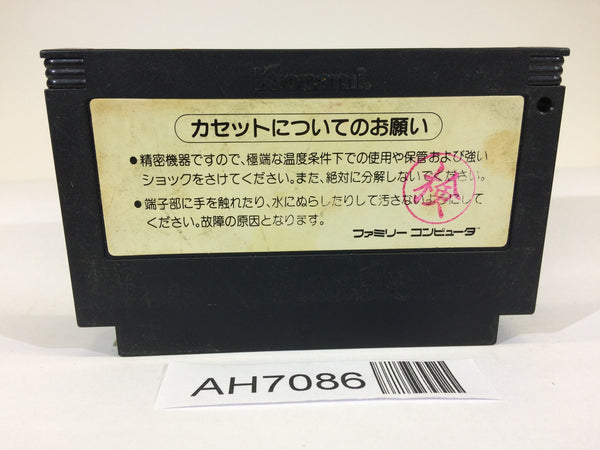 Konami
カセットについてのお願い
●精密機器ですので、極端な温度条件下での使用や保管および強い
ショックをさけてください。また、絶対に分解しないでください。
●端子部に手を触れたり、水にぬらしたりして汚さないようにして
ください。故障の原因となります。
ファミリー コンピュータ
AH7086